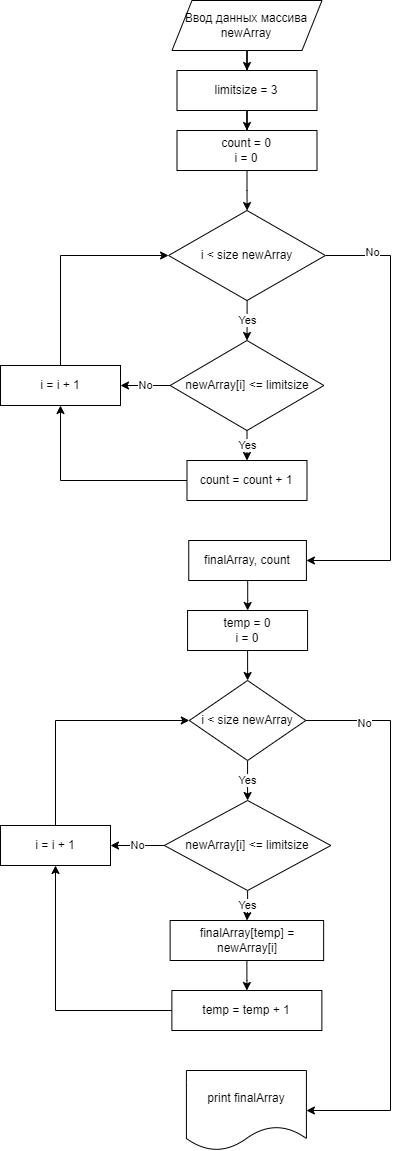 Ввод данных массива
newArray
limitsize = 3
count = 0
i = 0
i < size newArray
No
Yes
newArray[i] <= limitsize
No
i = i + 1
Yes
count = count + 1
finalArray, count
temp = 0
i = 0
i < size newArray
No
Yes
newArray[i] <= limitsize
No
i = i + 1
Yes
finalArray[temp] =
newArray[i]
temp = temp + 1
print finalArray